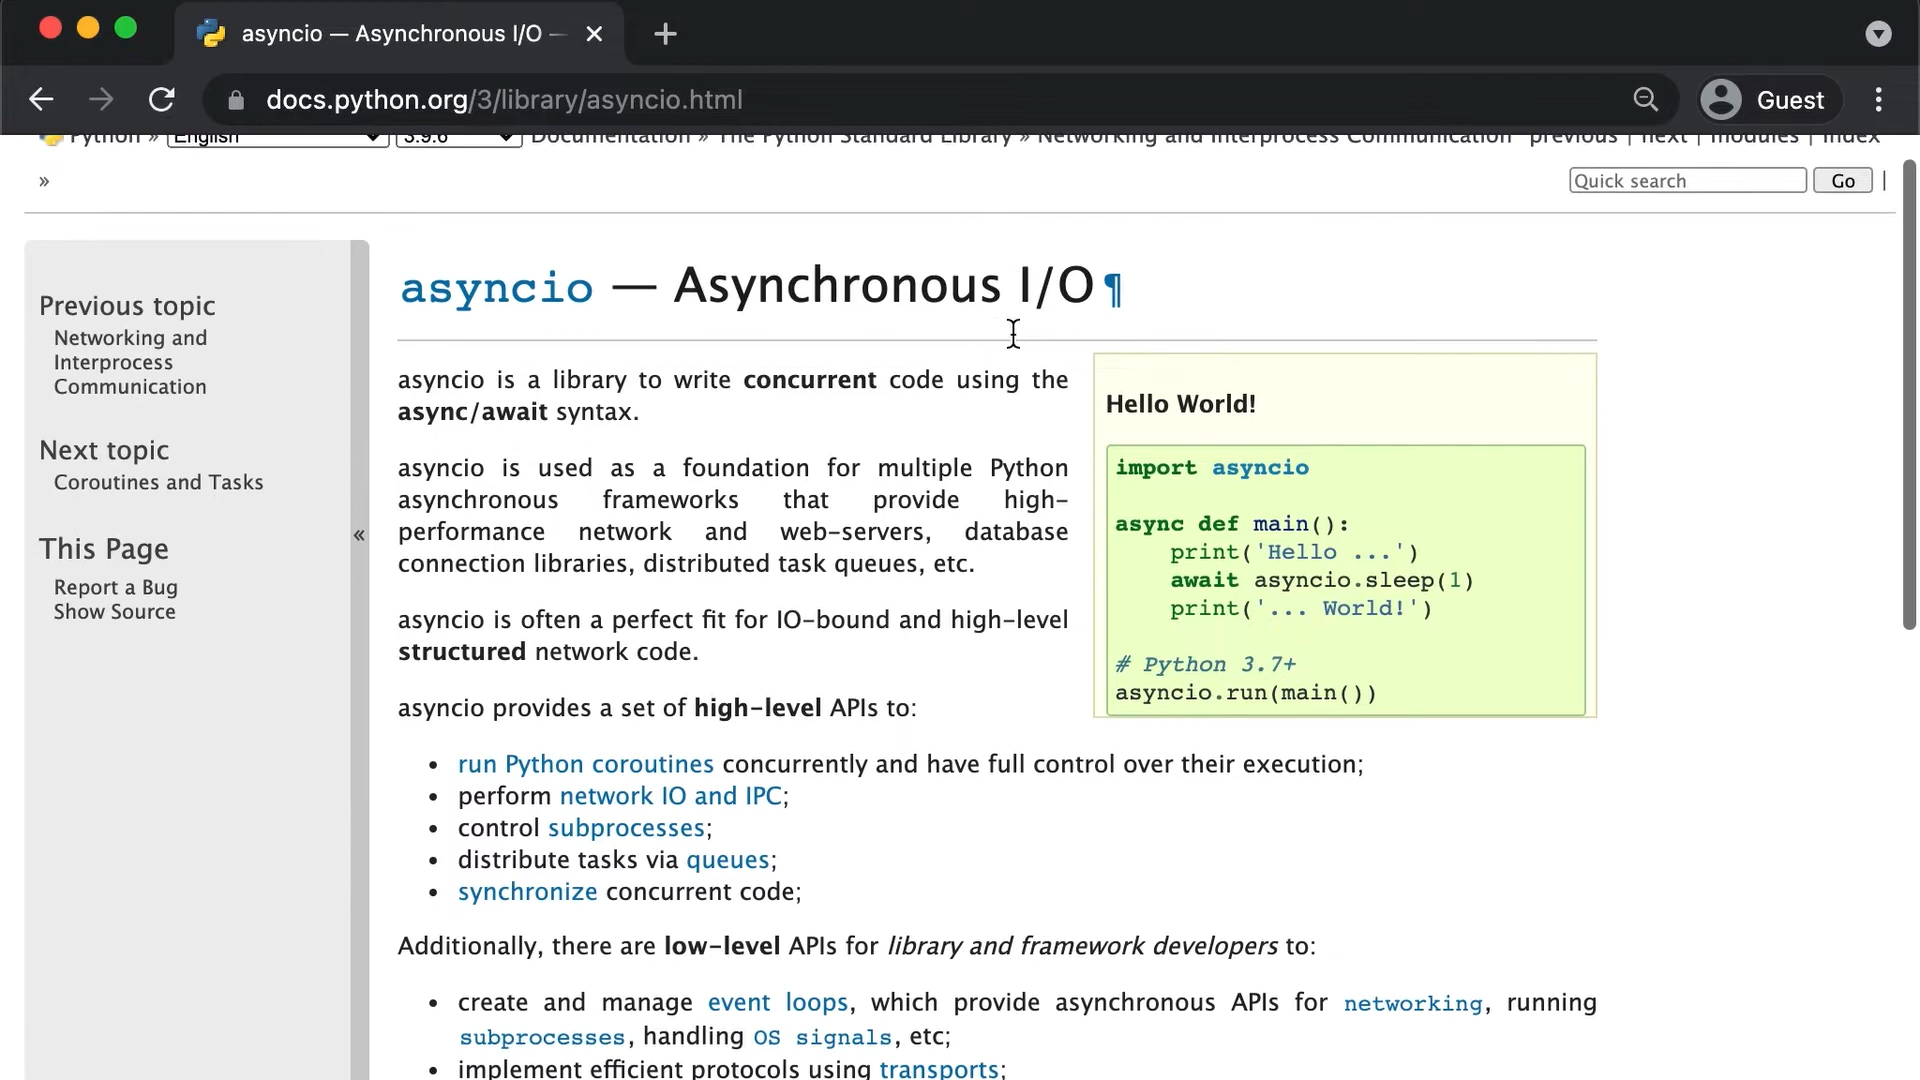 asyncio — Asynchronous I/O —
docs.python.org/3/library/asyncio.html
Guest
Python » English 3.9.6 Documentation » The Python Standard Library » Networking and Interprocess Communication previous | next | modules | index
»
Quick search Go |
Previous topic
Networking and
Interprocess
Communication
Next topic
Coroutines and Tasks
This Page
Report a Bug
Show Source
«
asyncio — Asynchronous I/O¶
asyncio is a library to write concurrent code using the
async/await syntax.
asyncio is used as a foundation for multiple Python
asynchronous frameworks that provide high-
performance network and web-servers, database
connection libraries, distributed task queues, etc.
asyncio is often a perfect fit for IO-bound and high-level
structured network code.
asyncio provides a set of high-level APIs to:
Hello World!
import asyncio
async def main():
    print('Hello ...')
    await asyncio.sleep(1)
    print('... World!')
# Python 3.7+
asyncio.run(main())
• run Python coroutines concurrently and have full control over their execution;
• perform network IO and IPC;
• control subprocesses;
• distribute tasks via queues;
• synchronize concurrent code;
Additionally, there are low-level APIs for library and framework developers to:
• create and manage event loops, which provide asynchronous APIs for networking, running
subprocesses, handling OS signals, etc;
• implement efficient protocols using transports;